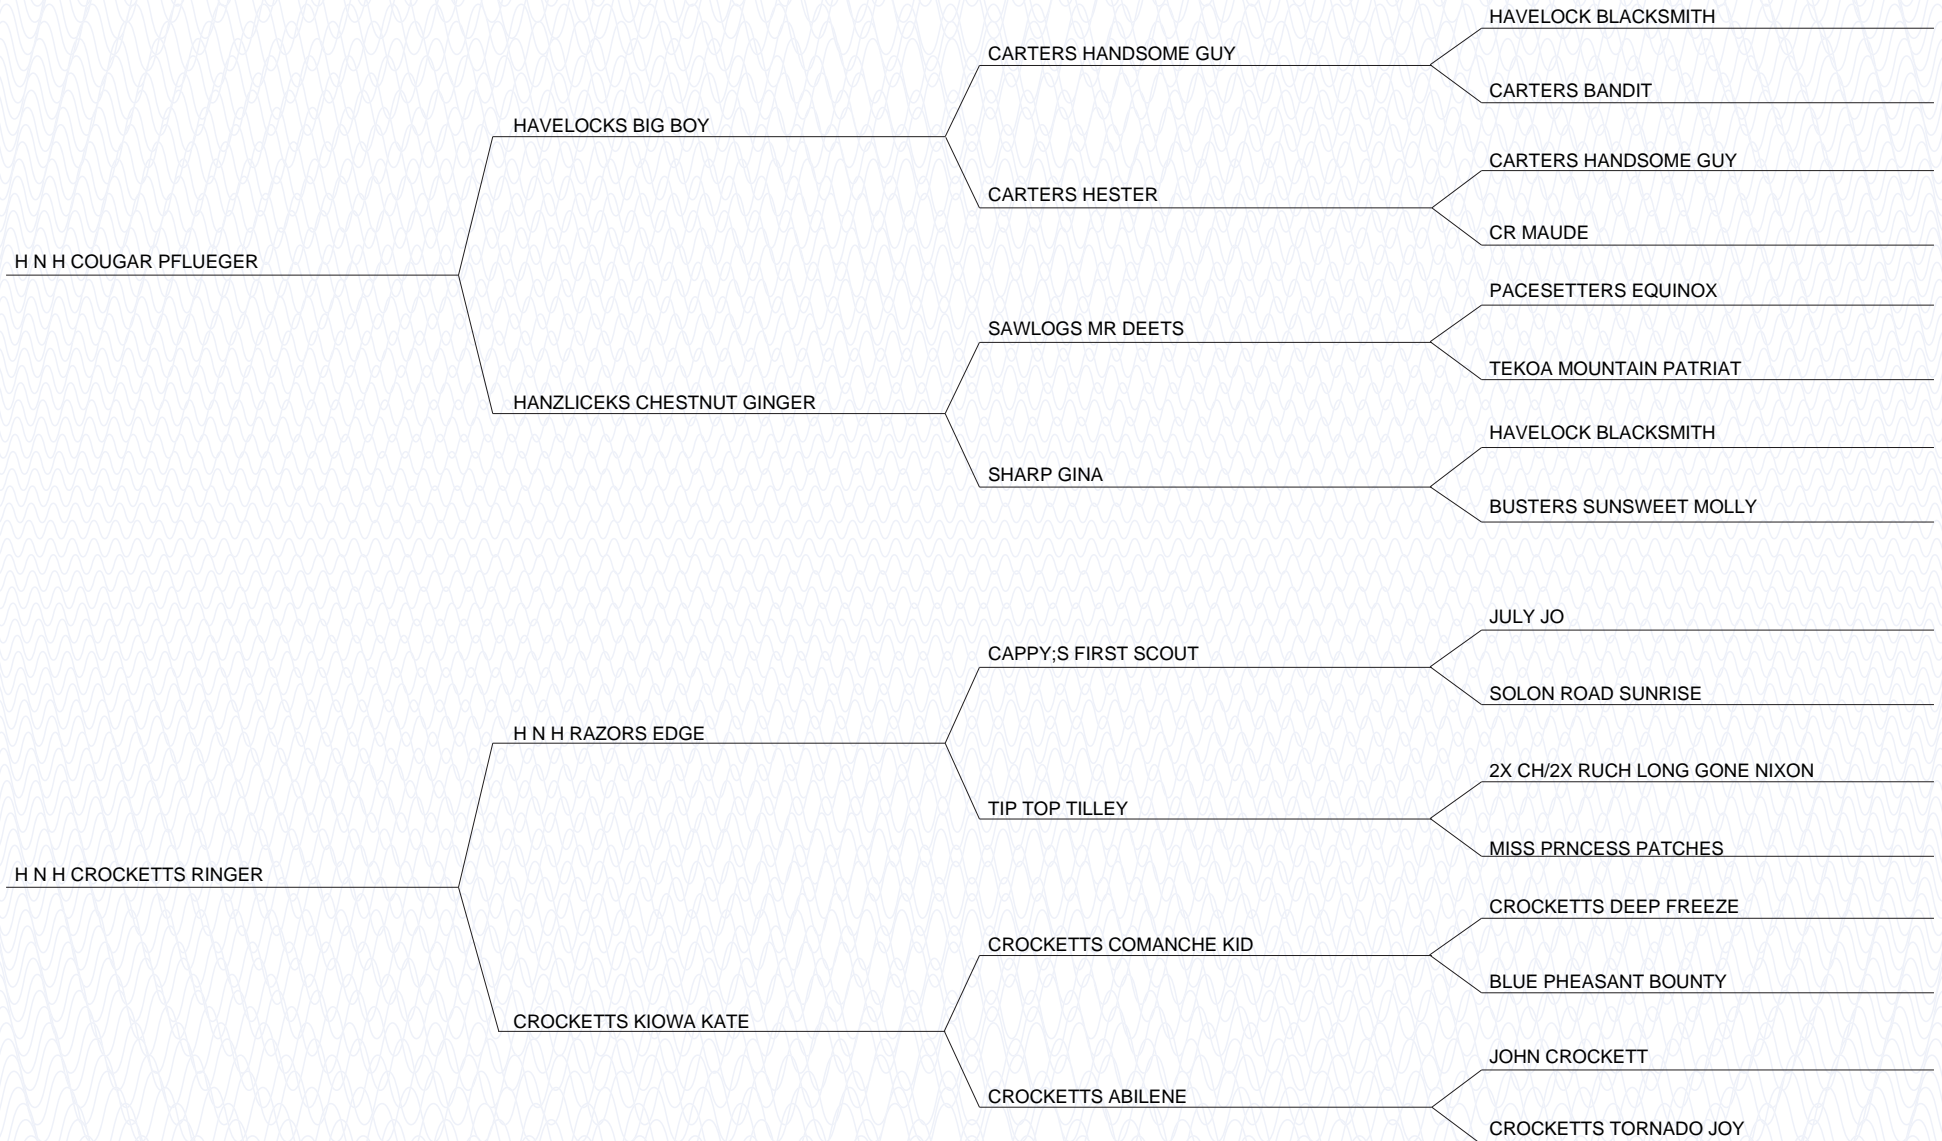 HAVELOCK BLACKSMITH
CARTERS HANDSOME GUY
CARTERS BANDIT
HAVELOCKS BIG BOY
CARTERS HANDSOME GUY
CARTERS HESTER
CR MAUDE
H N H COUGAR PFLUEGER
PACESETTERS EQUINOX
SAWLOGS MR DEETS
TEKOA MOUNTAIN PATRIAT
HANZLICEKS CHESTNUT GINGER
HAVELOCK BLACKSMITH
SHARP GINA
BUSTERS SUNSWEET MOLLY
JULY JO
CAPPY;S FIRST SCOUT
SOLON ROAD SUNRISE
H N H RAZORS EDGE
2X CH/2X RUCH LONG GONE NIXON
TIP TOP TILLEY
MISS PRNCESS PATCHES
H N H CROCKETTS RINGER
CROCKETTS DEEP FREEZE
CROCKETTS COMANCHE KID
BLUE PHEASANT BOUNTY
CROCKETTS KIOWA KATE
JOHN CROCKETT
CROCKETTS ABILENE
CROCKETTS TORNADO JOY